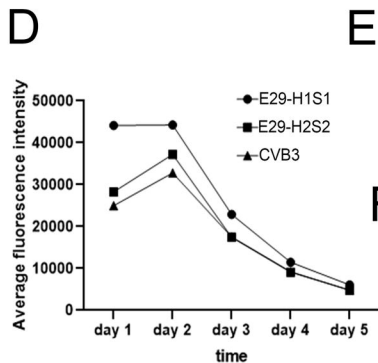 D
E
50000
40000
30000
20000
10000
0
Average fluorescence intensity
E29-H1S1
E29-H2S2
CVB3
day 1 day 2 day 3 day 4 day 5
time